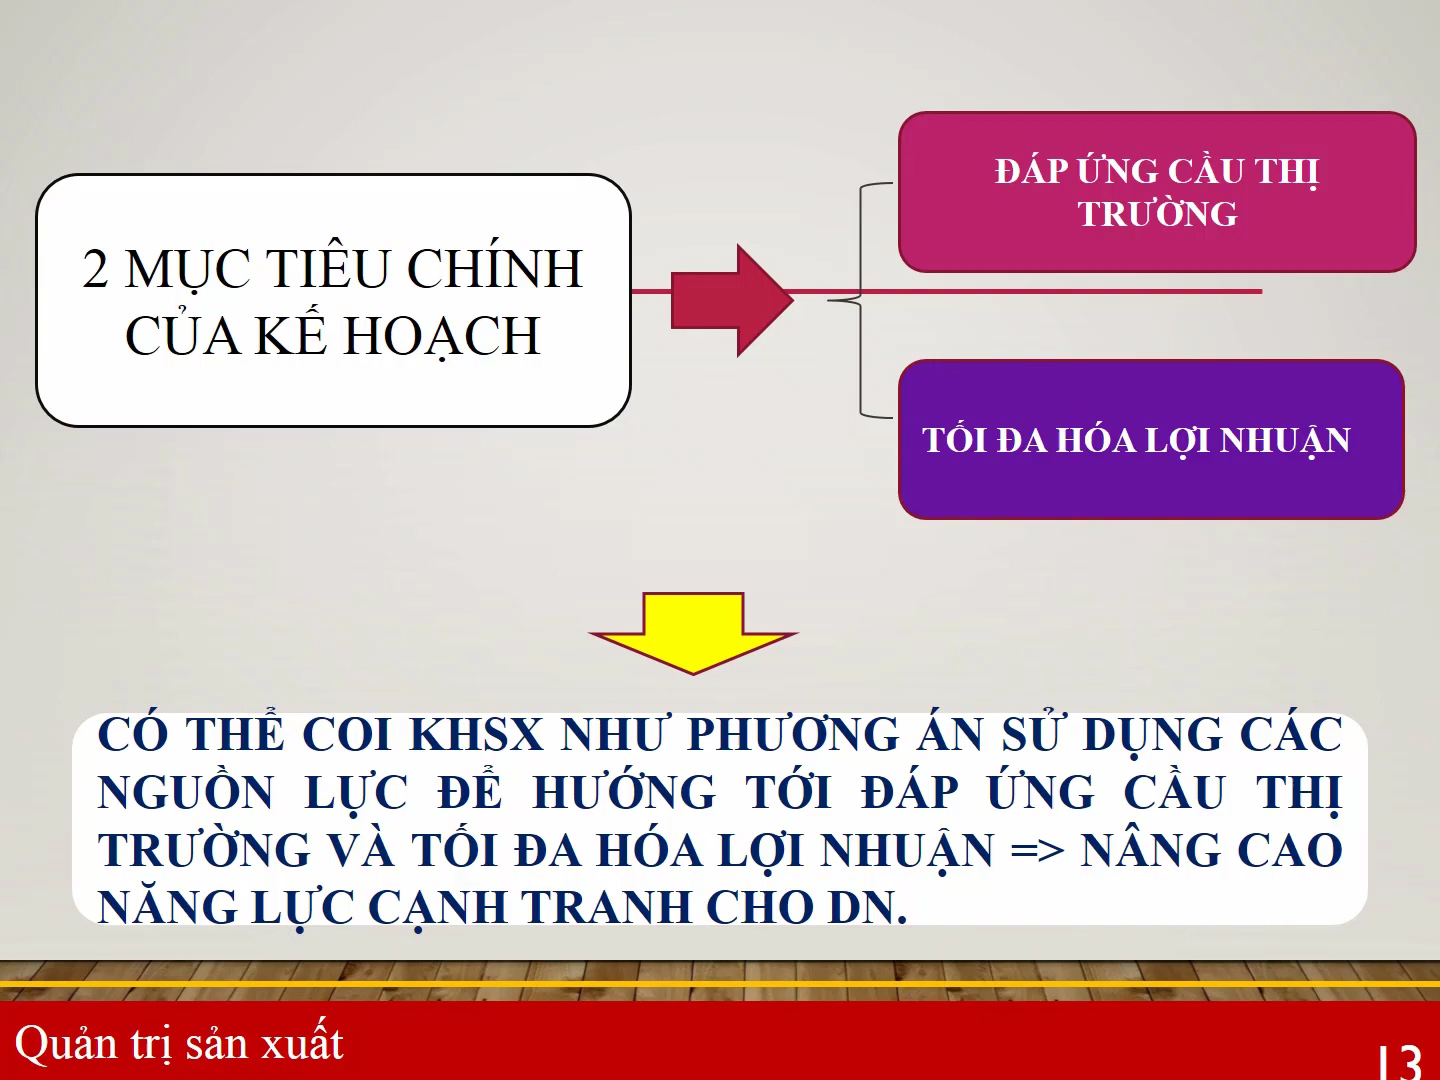 2 MỤC TIÊU CHÍNH
CỦA KẾ HOẠCH
ĐÁP ỨNG CẦU THỊ
TRƯỜNG
TỐI ĐA HÓA LỢI NHUẬN
CÓ THỂ COI KHSX NHƯ PHƯƠNG ÁN SỬ DỤNG CÁC
NGUỒN LỰC ĐỂ HƯỚNG TỚI ĐÁP ỨNG CẦU THỊ
TRƯỜNG VÀ TỐI ĐA HÓA LỢI NHUẬN => NÂNG CAO
NĂNG LỰC CẠNH TRANH CHO DN.
Quản trị sản xuất
13